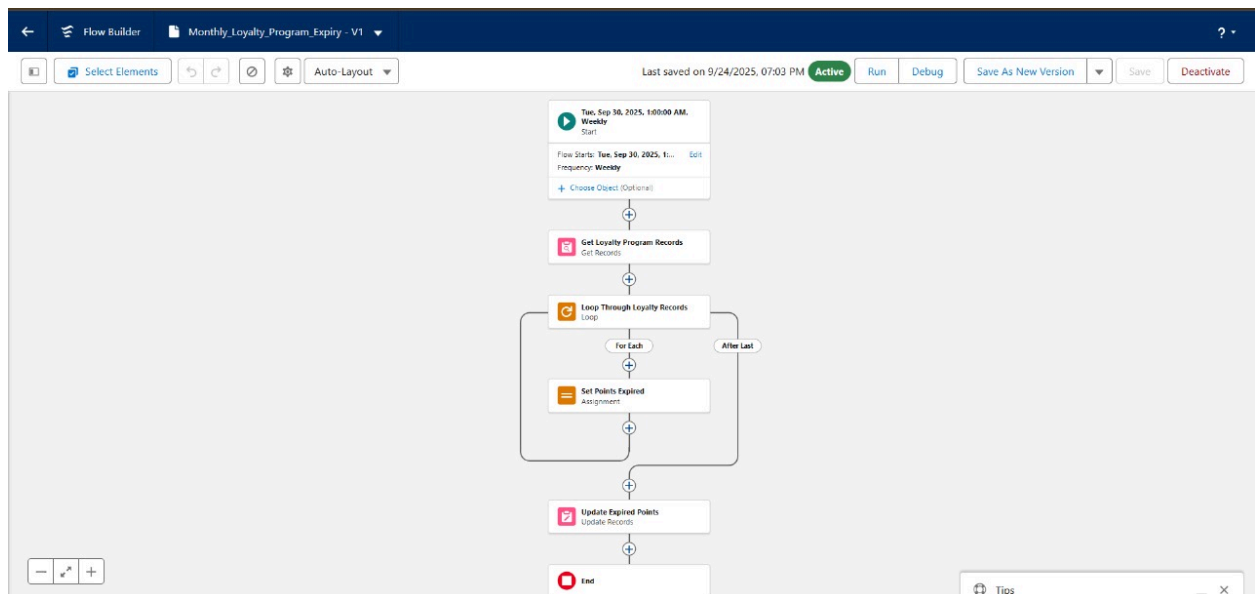 Flow Builder
Monthly_Loyalty_Program_Expiry - V1
? 
Select Elements
Auto-Layout
Last saved on 9/24/2025, 07:03 PM
Active
Run
Debug
Save As New Version
Save
Deactivate
Tue, Sep 30, 2025, 1:00:00 AM,
Weekly
Start
Flow Starts: Tue, Sep 30, 2025, 1:...
Edit
Frequency: Weekly
+ Choose Object (Optional)
Get Loyalty Program Records
Get Records
Loop Through Loyalty Records
Loop
For Each
After Last
Set Points Expired
Assignment
Update Expired Points
Update Records
End
Tips